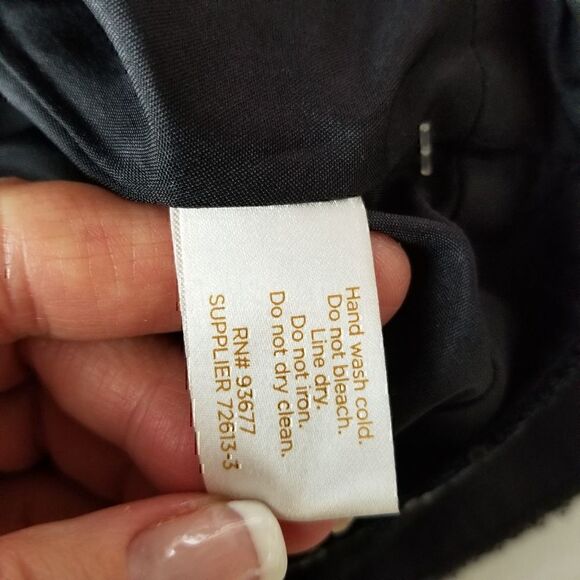 Hand wash cold.
Do not bleach.
Line dry.
Do not iron.
Do not dry clean.
RN# 93677
SUPPLIER 72613-3